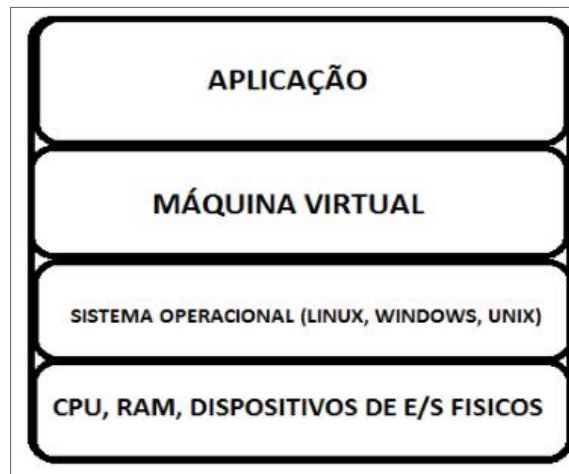 APLICAÇÃO
MÁQUINA VIRTUAL
SISTEMA OPERACIONAL (LINUX, WINDOWS, UNIX)
CPU, RAM, DISPOSITIVOS DE E/S FISICOS